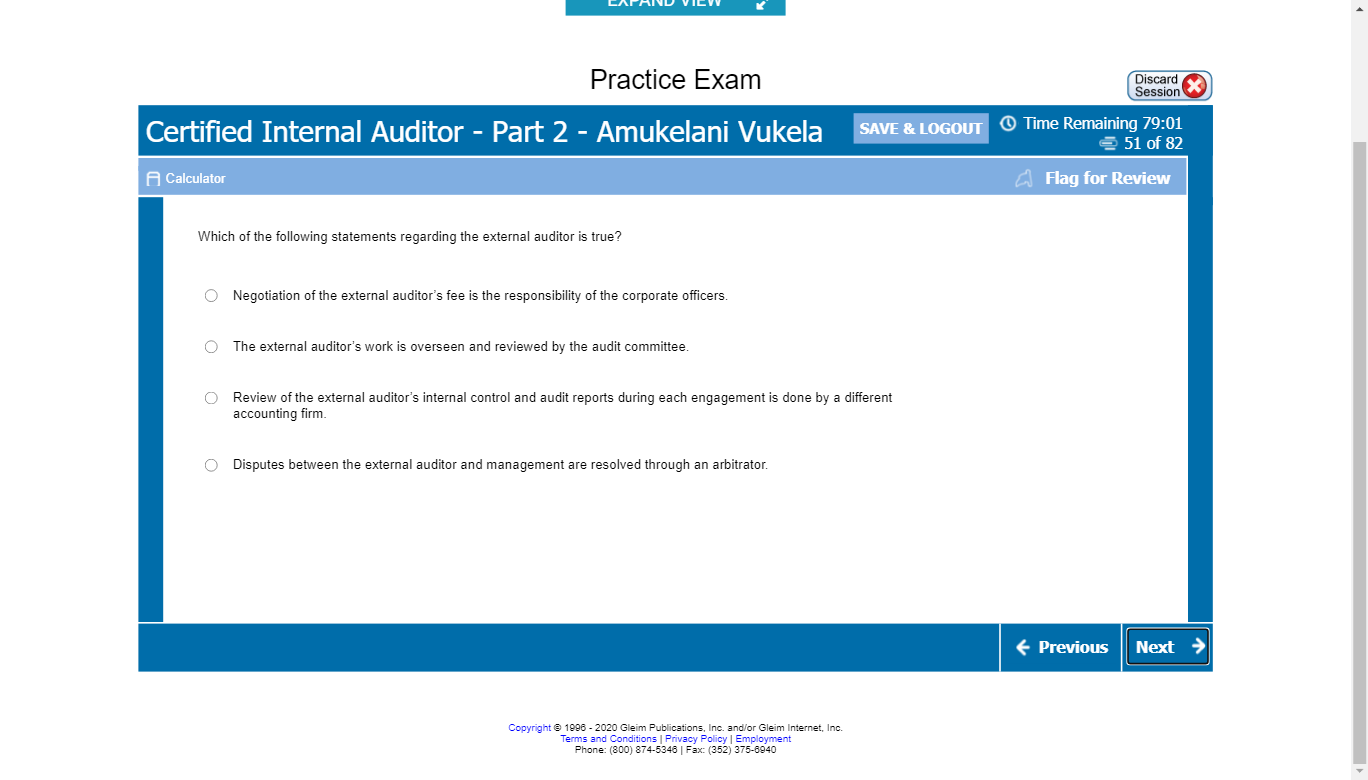 EXPAND VIEW
Practice Exam
Discard
Session
Certified Internal Auditor - Part 2 - Amukelani Vukela
SAVE & LOGOUT
Time Remaining 79:01
51 of 82
Calculator
Flag for Review
Which of the following statements regarding the external auditor is true?
Negotiation of the external auditor’s fee is the responsibility of the corporate officers.
The external auditor’s work is overseen and reviewed by the audit committee.
Review of the external auditor’s internal control and audit reports during each engagement is done by a different
accounting firm.
Disputes between the external auditor and management are resolved through an arbitrator.
Previous
Next
Copyright © 1996 - 2020 Gleim Publications, Inc. and/or Gleim Internet, Inc.
Terms and Conditions | Privacy Policy | Employment
Phone: (800) 874-5346 | Fax: (352) 375-6940